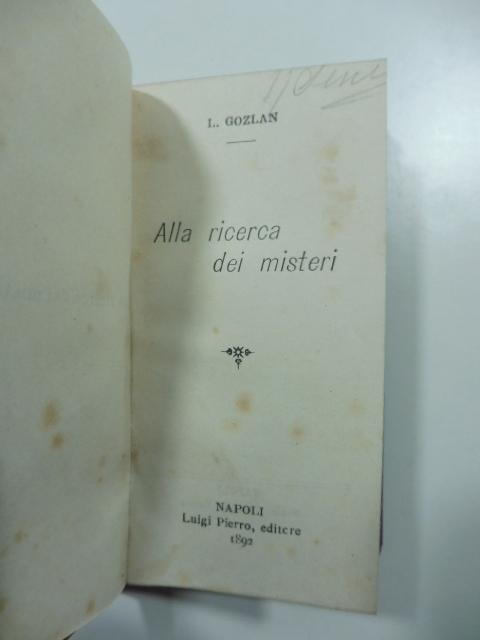 L. GOZLAN
Alla ricerca
dei misteri
NAPOLI
Luigi Pierro, editore
1892